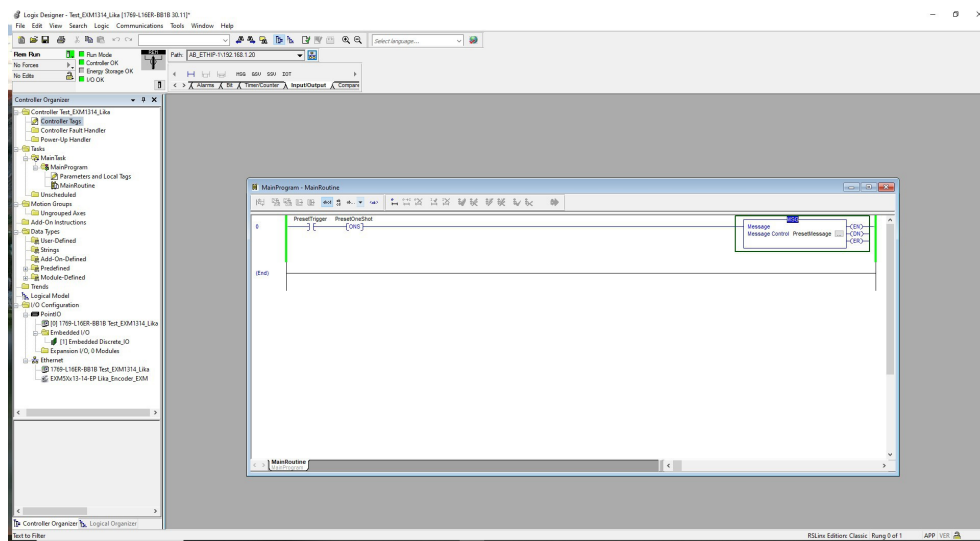 Logix Designer - Test_EXM1314_Lika [1769-L16ER-BB1B 30.11]*
File Edit View Search Logic Communications Tools Window Help
Select language...
Rem Run
Run Mode
No Forces
Controller OK
Energy Storage OK
No Edits
I/O OK
Path: AB_ETHIP-1\192.168.1.20
MSG GSV SSV IOT
Alarms Bit Timer/Counter Input/Output Compare
Controller Organizer
Controller Test_EXM1314_Lika
Controller Tags
Controller Fault Handler
Power-Up Handler
Tasks
MainTask
MainProgram
Parameters and Local Tags
MainRoutine
Unscheduled
Motion Groups
Ungrouped Axes
Add-On Instructions
Data Types
User-Defined
Strings
Add-On-Defined
Predefined
Module-Defined
Trends
Logical Model
I/O Configuration
PointIO
[0] 1769-L16ER-BB1B Test_EXM1314_Lika
Embedded I/O
[1] Embedded Discrete_IO
Expansion I/O, 0 Modules
Ethernet
1769-L16ER-BB1B Test_EXM1314_Lika
EXM5Xx13-14-EP Lika_Encoder_EXM
Controller Organizer Logical Organizer
MainProgram - MainRoutine
0
PresetTrigger PresetOneShot
ONS
MSG
Message
Message Control PresetMessage ...
EN
DN
ER
(End)
MainRoutine
MainProgram
Text to Filter
RSLinx Edition: Classic Rung 0 of 1 APP VER